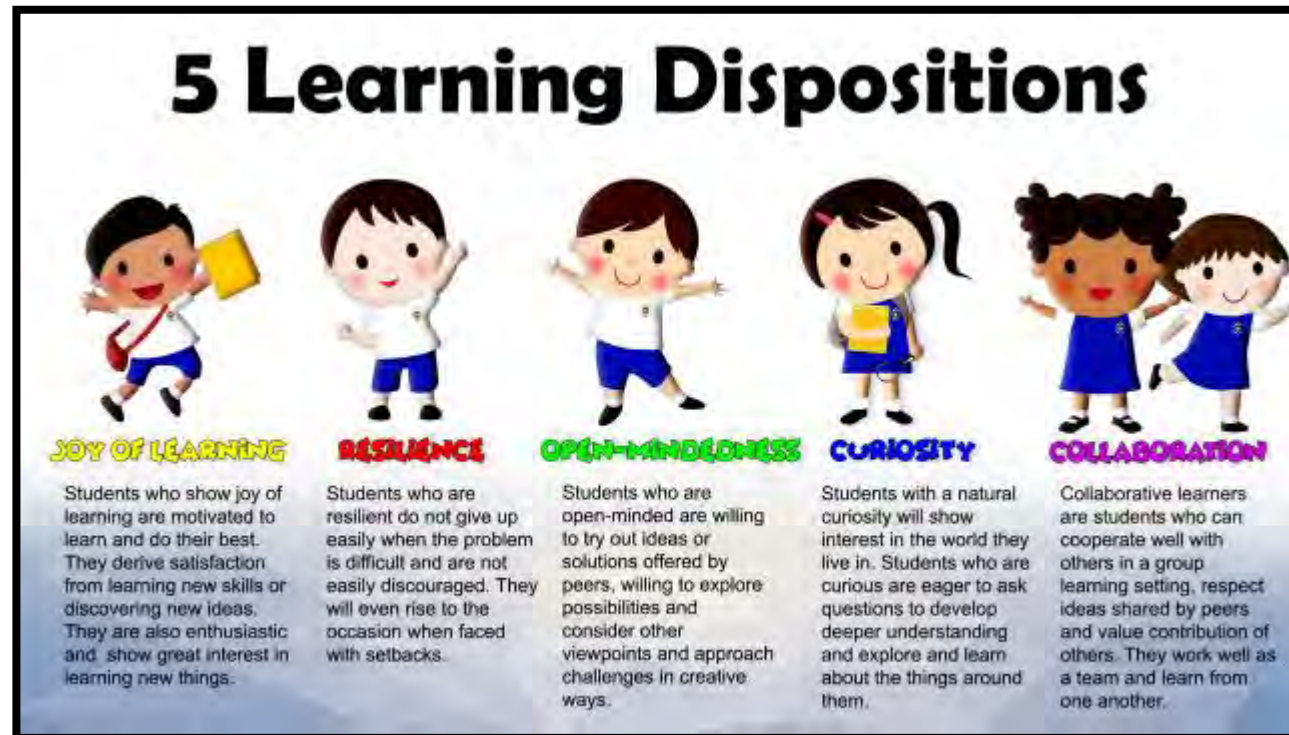 5 Learning Dispositions
JOY OF LEARNING
Students who show joy of
learning are motivated to
learn and do their best.
They derive satisfaction
from learning new skills or
discovering new ideas.
They are also enthusiastic
and show great interest in
learning new things.
RESILIENCE
Students who are
resilient do not give up
easily when the problem
is difficult and are not
easily discouraged. They
will even rise to the
occasion when faced
with setbacks.
OPEN-MINDEDNESS
Students who are
open-minded are willing
to try out ideas or
solutions offered by
peers, willing to explore
possibilities and
consider other
viewpoints and approach
challenges in creative
ways.
CURIOSITY
Students with a natural
curiosity will show
interest in the world they
live in. Students who are
curious are eager to ask
questions to develop
deeper understanding
and explore and learn
about the things around
them.
COLLABORATION
Collaborative learners
are students who can
cooperate well with
others in a group
learning setting, respect
ideas shared by peers
and value contribution of
others. They work well as
a team and learn from
one another.